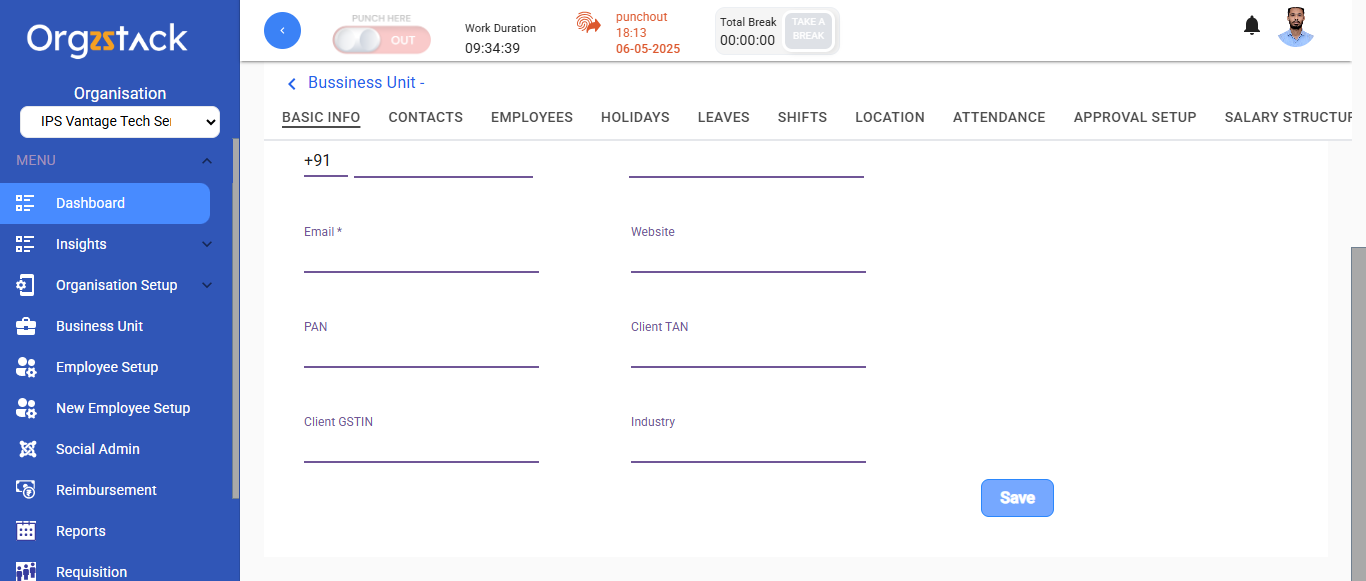 Orgzstack
Organisation
IPS Vantage Tech Ser
MENU
Dashboard
Insights
Organisation Setup
Business Unit
Employee Setup
New Employee Setup
Social Admin
Reimbursement
Reports
Requisition
PUNCH HERE
OUT
Work Duration
09:34:39
punchout
18:13
06-05-2025
Total Break
00:00:00
TAKE A
BREAK
Bussiness Unit -
BASIC INFO CONTACTS EMPLOYEES HOLIDAYS LEAVES SHIFTS LOCATION ATTENDANCE APPROVAL SETUP SALARY STRUCTUR
+91
Email * Website
PAN Client TAN
Client GSTIN Industry
Save